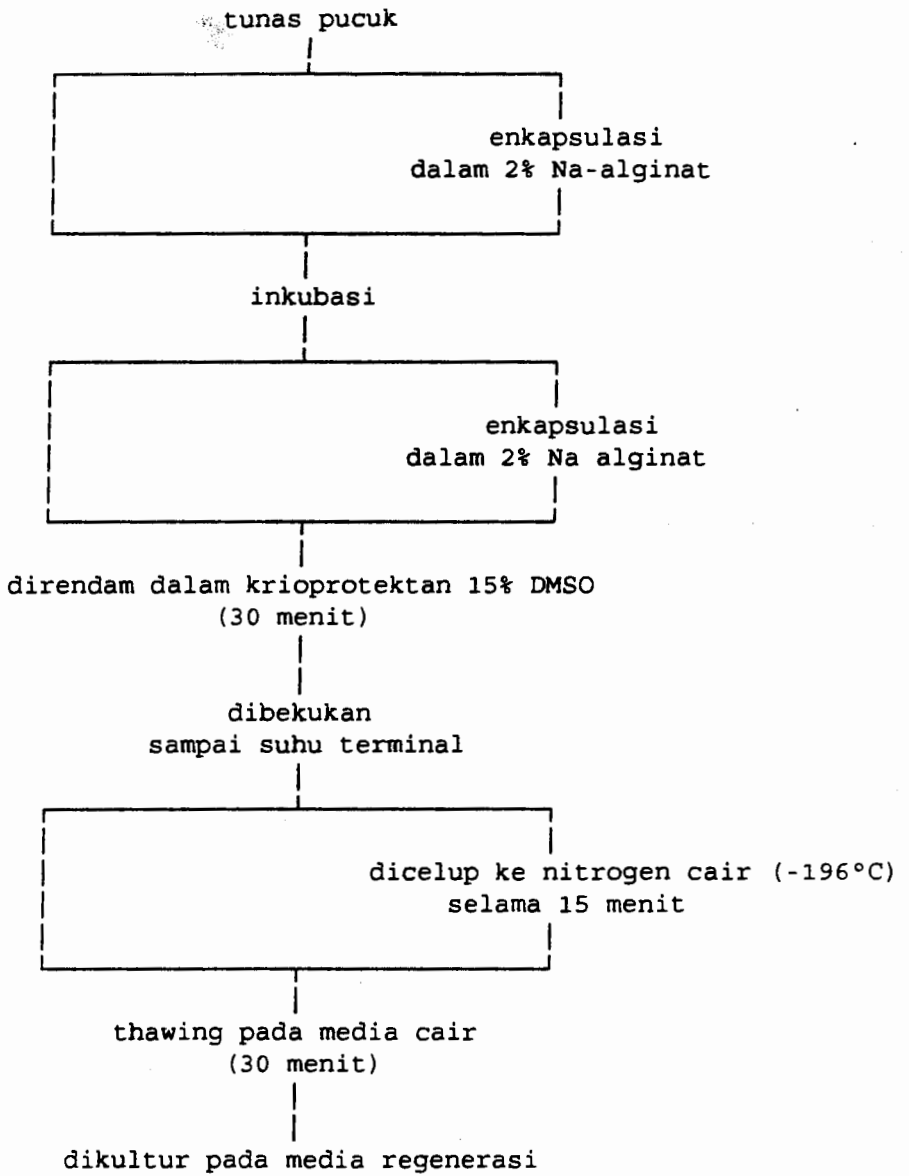 tunas pucuk
enkapsulasi
dalam 2% Na-alginat
inkubasi
enkapsulasi
dalam 2% Na alginat
direndam dalam krioprotektan 15% DMSO
(30 menit)
dibekukan
sampai suhu terminal
dicelup ke nitrogen cair (-196°C)
selama 15 menit
thawing pada media cair
(30 menit)
dikultur pada media regenerasi